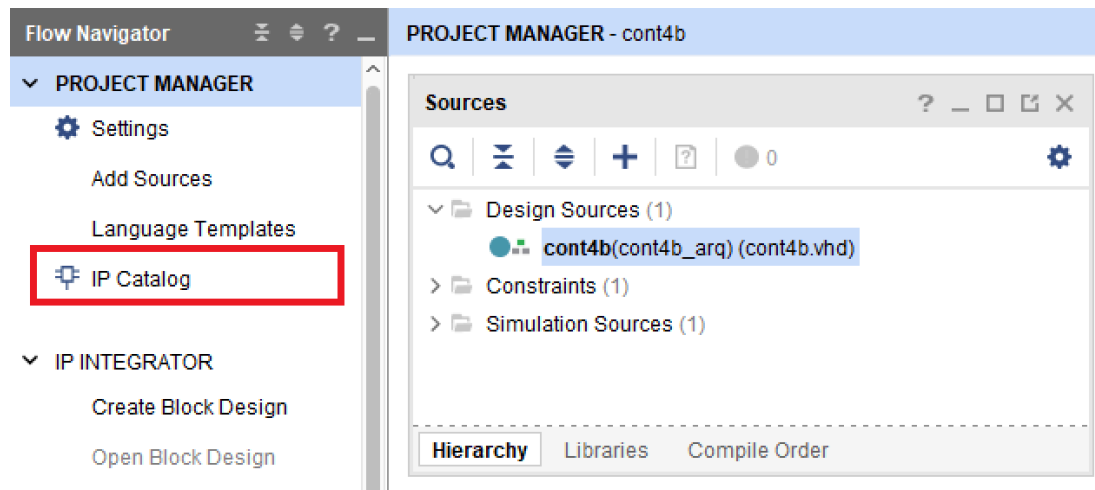 Flow Navigator
PROJECT MANAGER
Settings
Add Sources
Language Templates
IP Catalog
IP INTEGRATOR
Create Block Design
Open Block Design
PROJECT MANAGER - cont4b
Sources
0
Design Sources (1)
cont4b(cont4b_arq) (cont4b.vhd)
Constraints (1)
Simulation Sources (1)
Hierarchy Libraries Compile Order